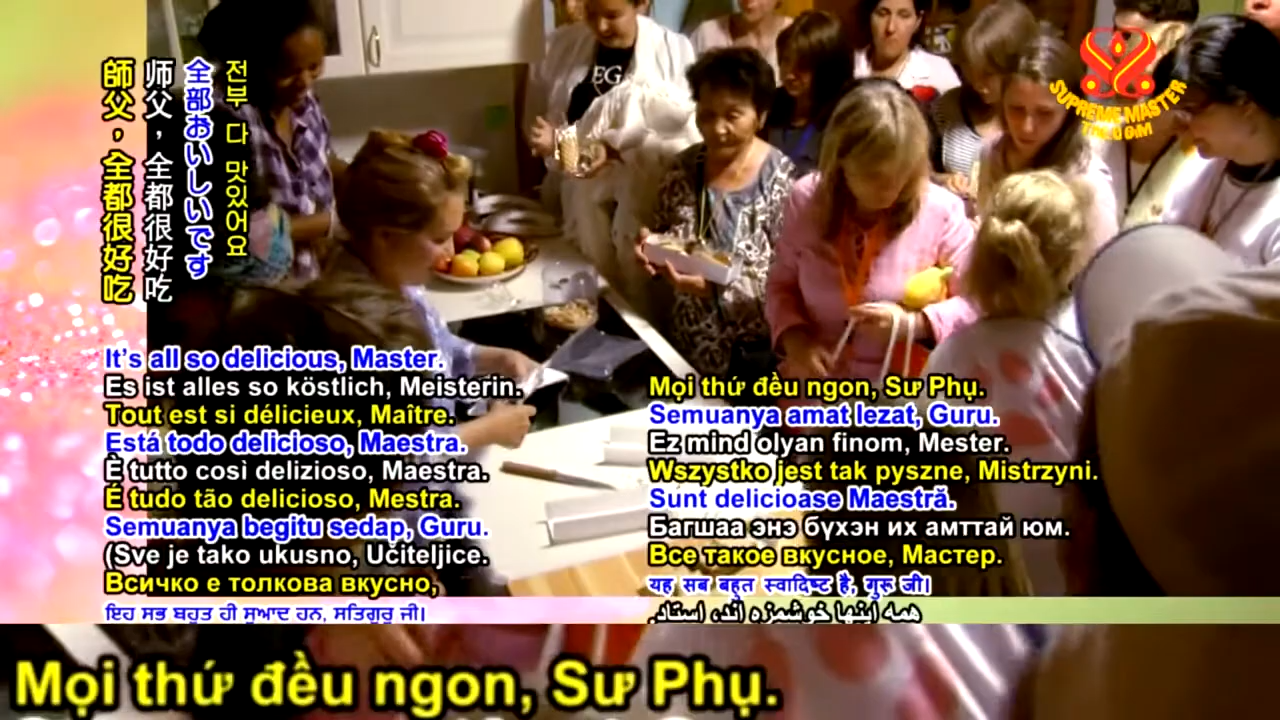 師父，全都很好吃
师父，全都很好吃
全部おいしいです
전부 다 맛있어요
EG
SUPREME MASTER
It's all so delicious, Master.
Es ist alles so köstlich, Meisterin.
Tout est si délicieux, Maître.
Está todo delicioso, Maestra.
È tutto così delizioso, Maestra.
É tudo tão delicioso, Mestra.
Semuanya begitu sedap, Guru.
(Sve je tako ukusno, Učiteljice.
Всичко е толкова вкусно,
ਇਹ ਸਭ ਬਹੁਤ ਹੀ ਸੁਆਦ ਹਨ, ਸਤਿਗੁਰੂ ਜੀ।
Mọi thứ đều ngon, Sư Phụ.
Semuanya amat lezat, Guru.
Ez mind olyan finom, Mester.
Wszystko jest tak pyszne, Mistrzyni.
Sunt delicioase Maestră.
Багшаа энэ бүхэн их амттай юм.
Все такое вкусное, Мастер.
यह सब बहुत स्वादिष्ट है, गुरु जी।
همه اینها خوشمزه اند، استاد.
Mọi thứ đều ngon, Sư Phụ.